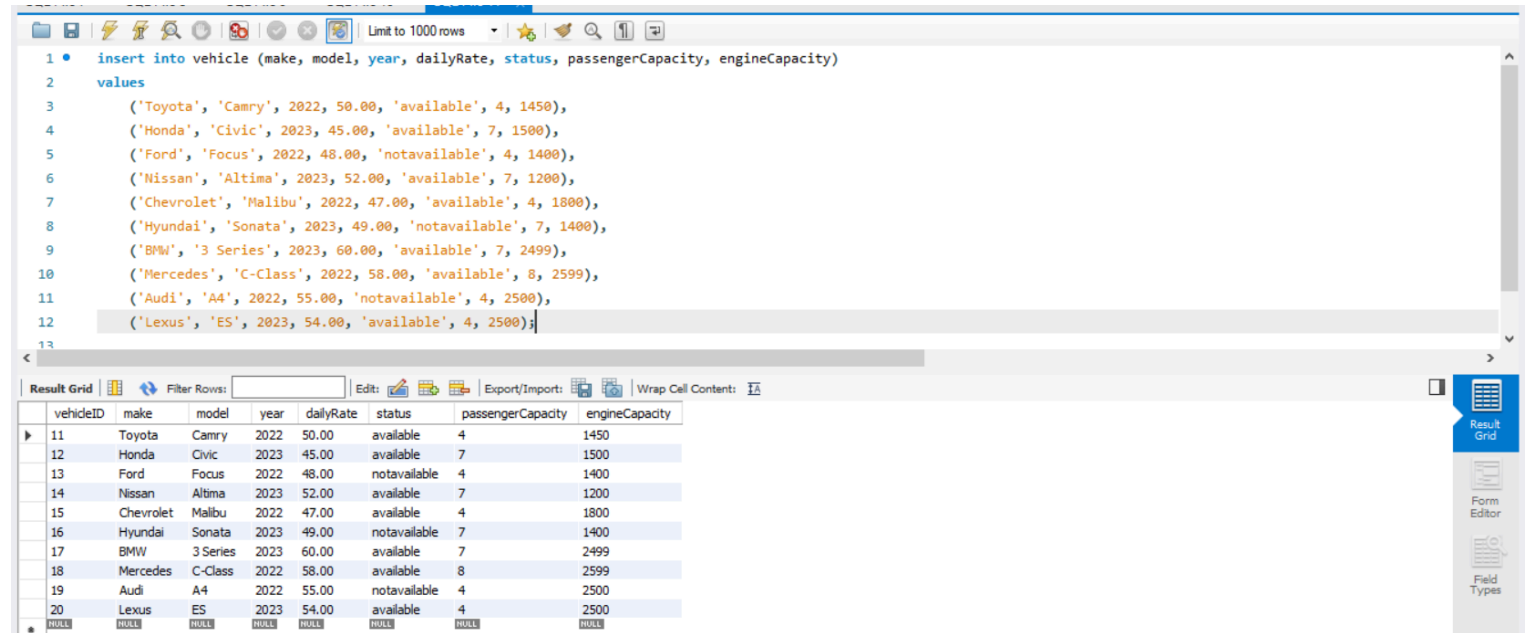 Limit to 1000 rows
1 insert into vehicle (make, model, year, dailyRate, status, passengerCapacity, engineCapacity)
2 values
3 ('Toyota', 'Camry', 2022, 50.00, 'available', 4, 1450),
4 ('Honda', 'Civic', 2023, 45.00, 'available', 7, 1500),
5 ('Ford', 'Focus', 2022, 48.00, 'notavailable', 4, 1400),
6 ('Nissan', 'Altima', 2023, 52.00, 'available', 7, 1200),
7 ('Chevrolet', 'Malibu', 2022, 47.00, 'available', 4, 1800),
8 ('Hyundai', 'Sonata', 2023, 49.00, 'notavailable', 7, 1400),
9 ('BMW', '3 Series', 2023, 60.00, 'available', 7, 2499),
10 ('Mercedes', 'C-Class', 2022, 58.00, 'available', 8, 2599),
11 ('Audi', 'A4', 2022, 55.00, 'notavailable', 4, 2500),
12 ('Lexus', 'ES', 2023, 54.00, 'available', 4, 2500);
13
Result Grid Filter Rows: Edit: Export/Import: Wrap Cell Content:
vehicleID make model year dailyRate status passengerCapacity engineCapacity
11 Toyota Camry 2022 50.00 available 4 1450
12 Honda Civic 2023 45.00 available 7 1500
13 Ford Focus 2022 48.00 notavailable 4 1400
14 Nissan Altima 2023 52.00 available 7 1200
15 Chevrolet Malibu 2022 47.00 available 4 1800
16 Hyundai Sonata 2023 49.00 notavailable 7 1400
17 BMW 3 Series 2023 60.00 available 7 2499
18 Mercedes C-Class 2022 58.00 available 8 2599
19 Audi A4 2022 55.00 notavailable 4 2500
20 Lexus ES 2023 54.00 available 4 2500
NULL NULL NULL NULL NULL NULL NULL NULL
Result
Grid
Form
Editor
Field
Types